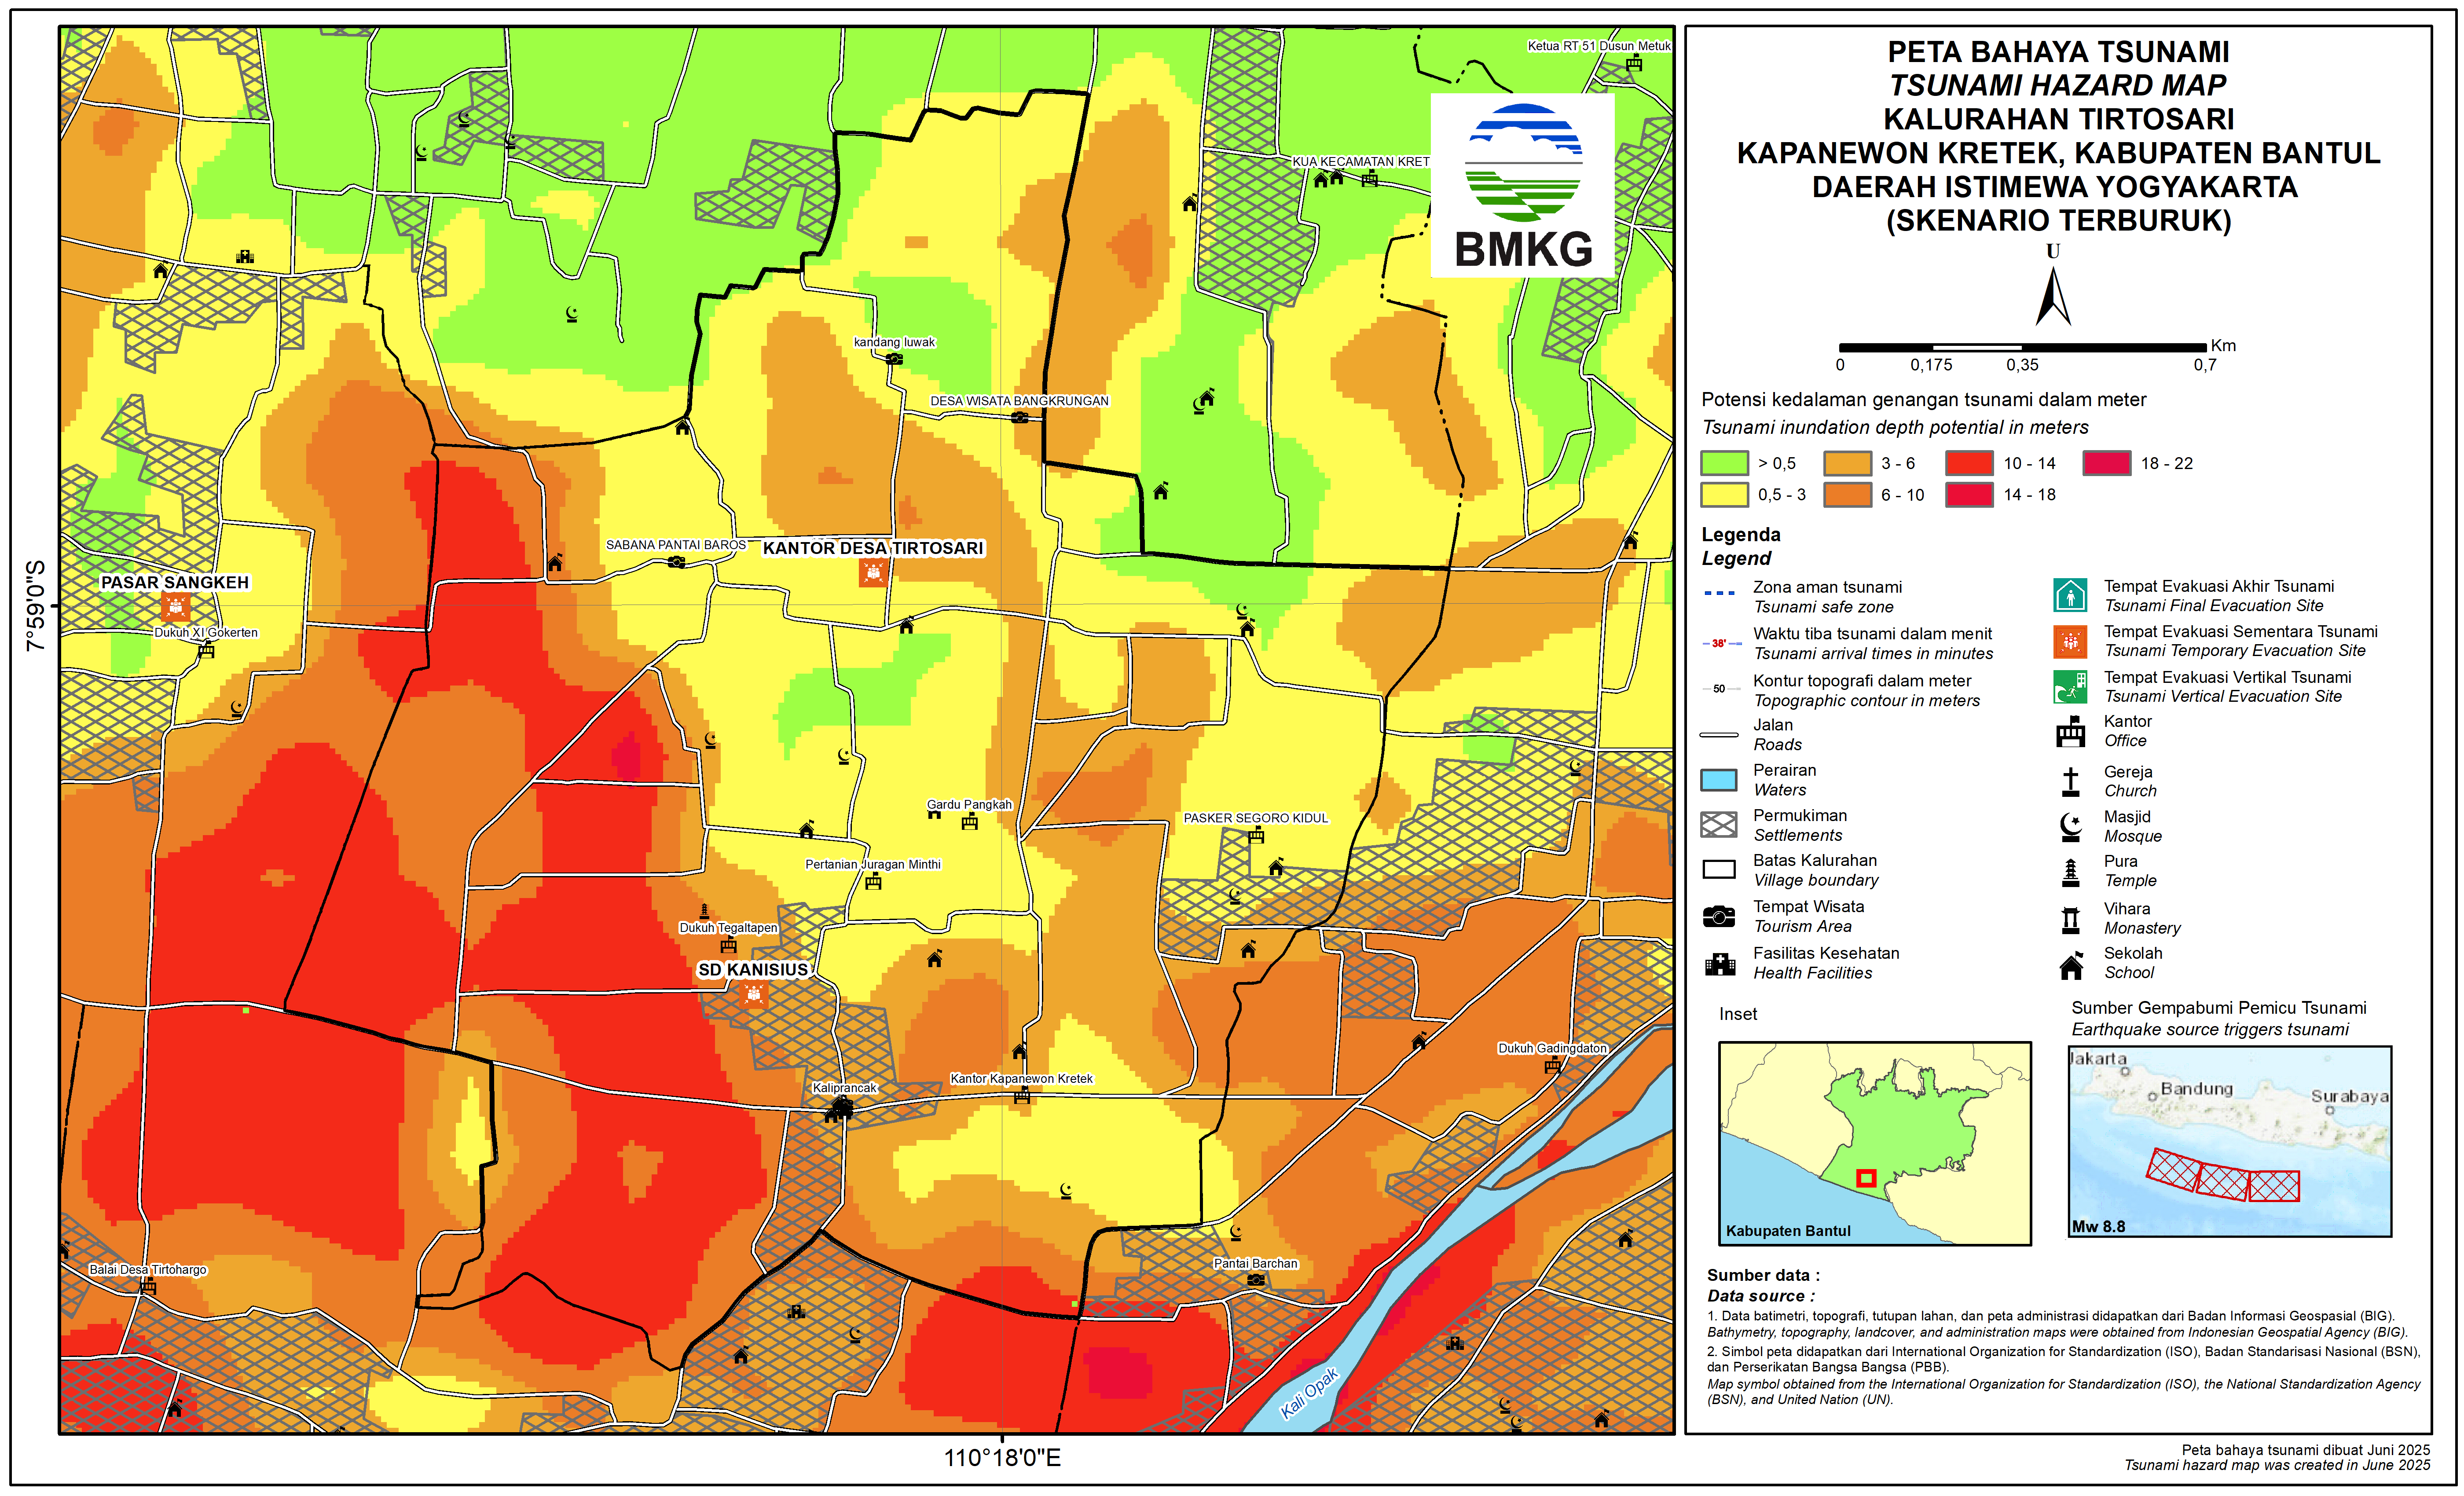 PETA BAHAYA TSUNAMI
TSUNAMI HAZARD MAP
KALURAHAN TIRTOSARI
KAPANEWON KRETEK, KABUPATEN BANTUL
DAERAH ISTIMEWA YOGYAKARTA
(SKENARIO TERBURUK)
U
Km
0
0,175
0,35
0,7
Potensi kedalaman genangan tsunami dalam meter
Tsunami inundation depth potential in meters
> 0,5
3 - 6
10 - 14
18 - 22
0,5 - 3
6 - 10
14 - 18
Legenda
Legend
Zona aman tsunami
Tsunami safe zone
38'
Waktu tiba tsunami dalam menit
Tsunami arrival times in minutes
50
Kontur topografi dalam meter
Topographic contour in meters
Jalan
Roads
Perairan
Waters
Permukiman
Settlements
Batas Kalurahan
Village boundary
Tempat Wisata
Tourism Area
Fasilitas Kesehatan
Health Facilities
Tempat Evakuasi Akhir Tsunami
Tsunami Final Evacuation Site
Tempat Evakuasi Sementara Tsunami
Tsunami Temporary Evacuation Site
Tempat Evakuasi Vertikal Tsunami
Tsunami Vertical Evacuation Site
Kantor
Office
Gereja
Church
Masjid
Mosque
Pura
Temple
Vihara
Monastery
Sekolah
School
Inset
Kabupaten Bantul
Sumber Gempabumi Pemicu Tsunami
Earthquake source triggers tsunami
Jakarta
Bandung
Surabaya
Mw 8.8
Sumber data :
Data source :
1. Data batimetri, topografi, tutupan lahan, dan peta administrasi didapatkan dari Badan Informasi Geospasial (BIG).
Bathymetry, topography, landcover, and administration maps were obtained from Indonesian Geospatial Agency (BIG).
2. Simbol peta didapatkan dari International Organization for Standardization (ISO), Badan Standarisasi Nasional (BSN),
dan Perserikatan Bangsa Bangsa (PBB).
Map symbol obtained from the International Organization for Standardization (ISO), the National Standardization Agency
(BSN), and United Nation (UN).
Peta bahaya tsunami dibuat Juni 2025
Tsunami hazard map was created in June 2025
Ketua RT 51 Dusun Metuk
KUA KECAMATAN KRET
BMKG
kandang luwak
DESA WISATA BANGKRUNGAN
SABANA PANTAI BAROS
KANTOR DESA TIRTOSARI
PASAR SANGKEH
Dukuh XI Gokerten
Gardu Pangkah
PASKER SEGORO KIDUL
Pertanian Juragan Minthi
Dukuh Tegaltapen
SD KANISIUS
Dukuh Gadingdaton
Kantor Kapanewon Kretek
Kaliprancak
Pantai Barchan
Balai Desa Tirtohargo
Kali Opak
7°59'0"S
110°18'0"E